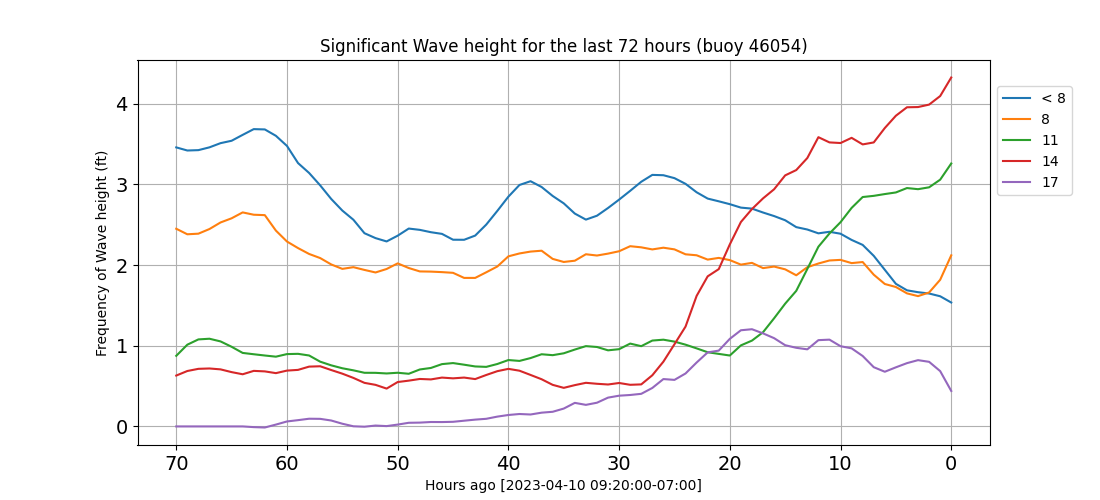 Significant Wave height for the last 72 hours (buoy 46054)
Frequency of Wave height (ft)
4
3
2
1
0
70 60 50 40 30 20 10 0
Hours ago [2023-04-10 09:20:00-07:00]
< 8
8
11
14
17